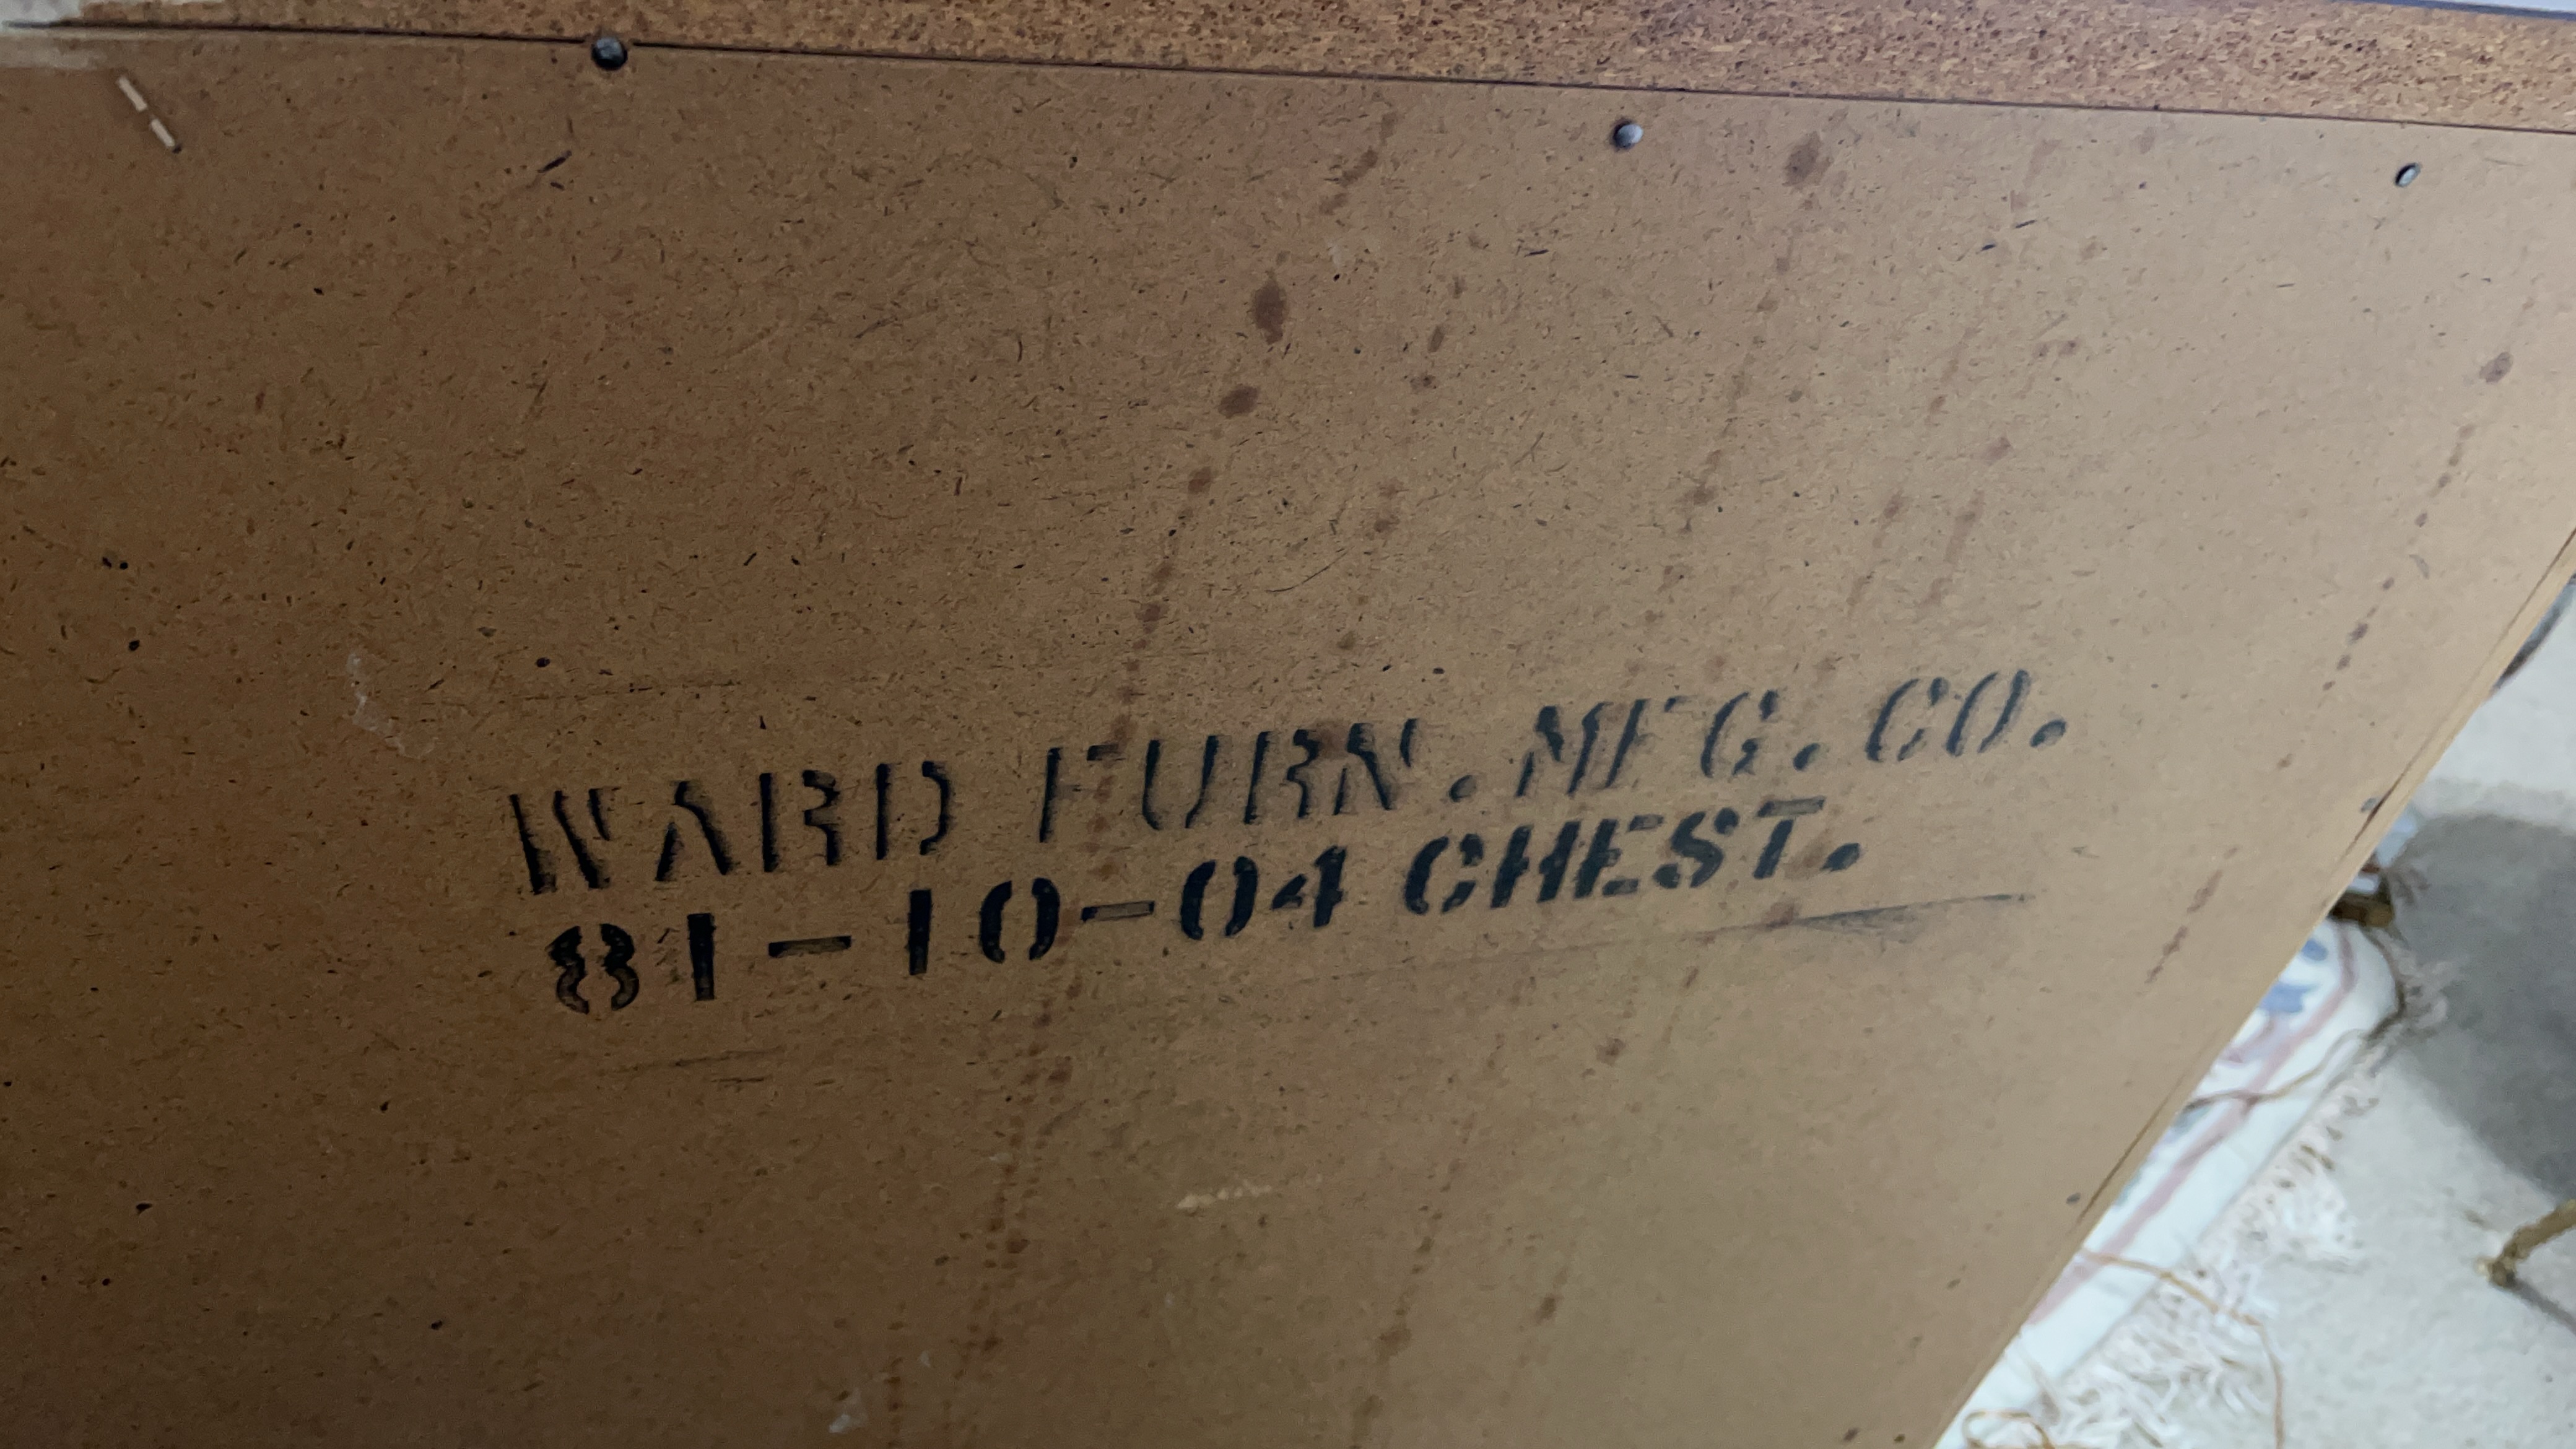 WARD FURN. MFG. CO.
81-10-04 CHEST.